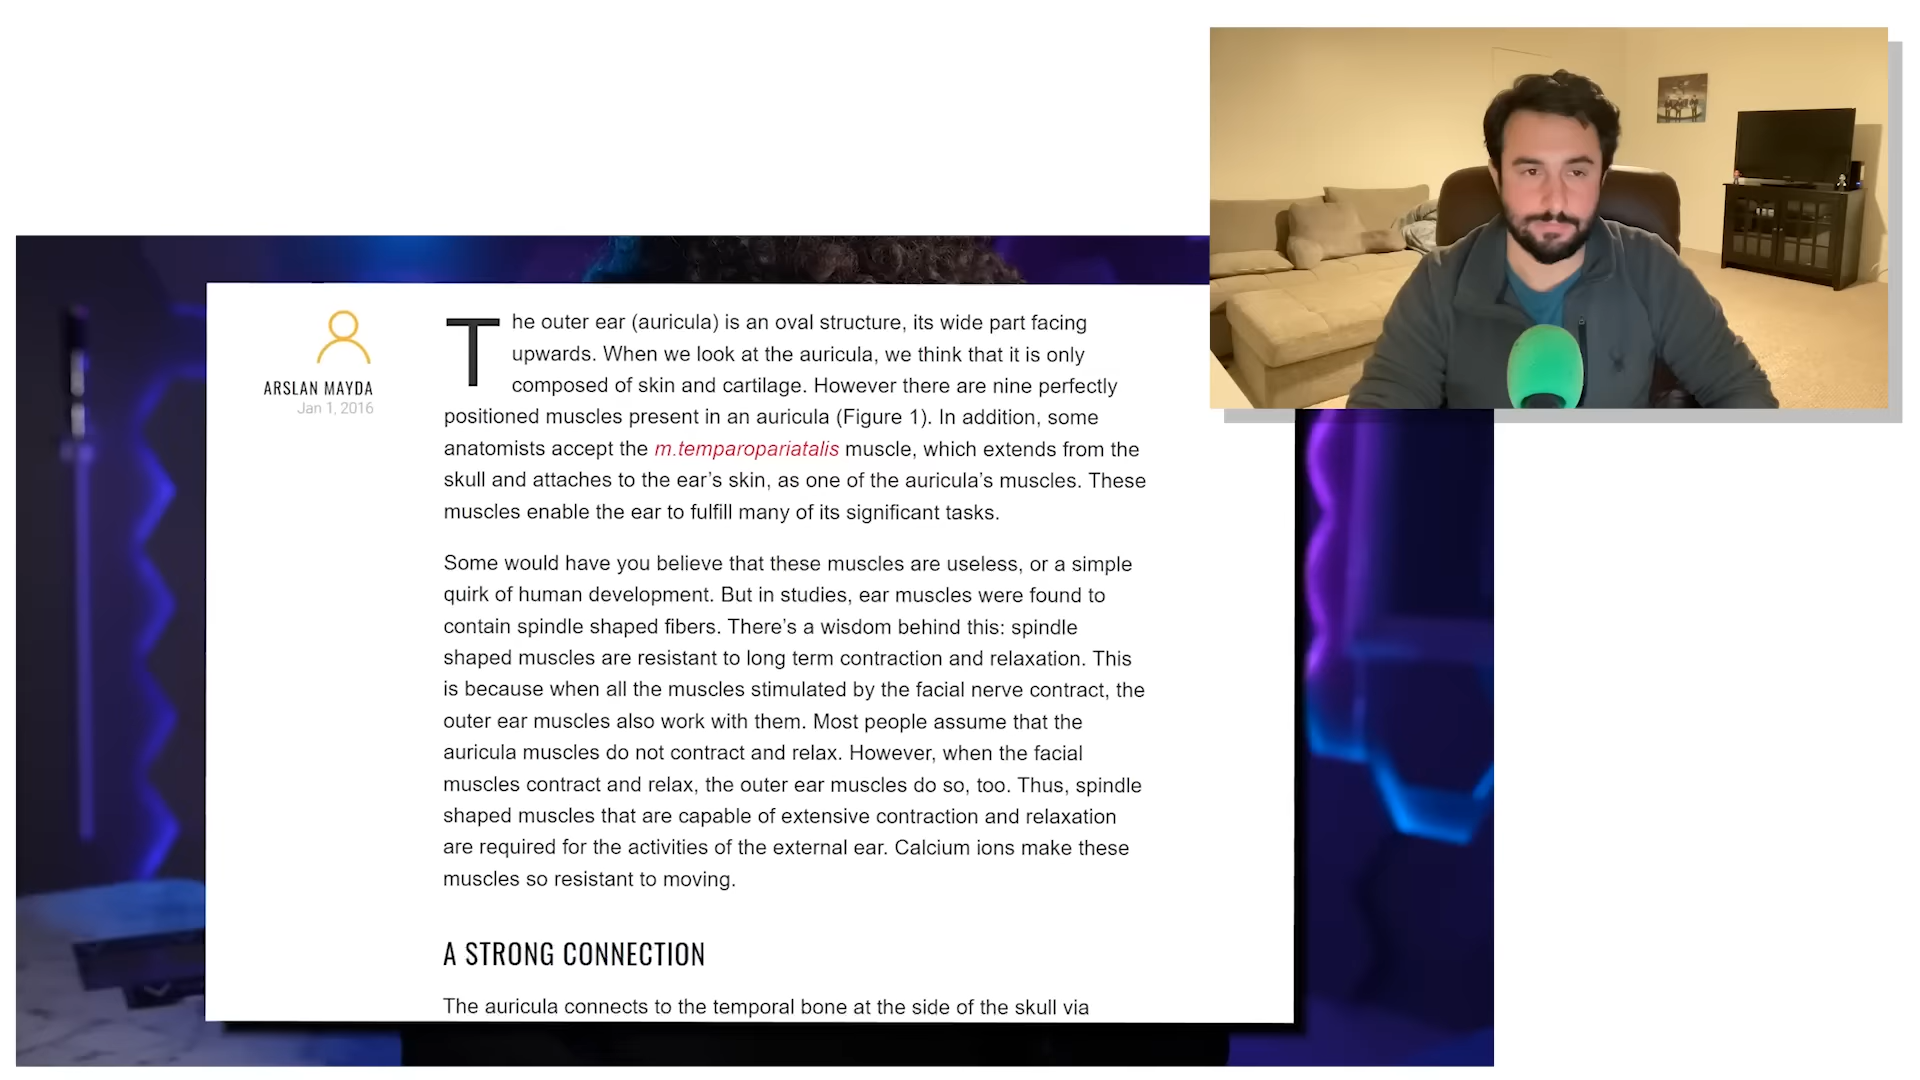 ARSLAN MAYDA
Jan 1, 2016
The outer ear (auricula) is an oval structure, its wide part facing
upwards. When we look at the auricula, we think that it is only
composed of skin and cartilage. However there are nine perfectly
positioned muscles present in an auricula (Figure 1). In addition, some
anatomists accept the m.temparopariatalis muscle, which extends from the
skull and attaches to the ear’s skin, as one of the auricula’s muscles. These
muscles enable the ear to fulfill many of its significant tasks.
Some would have you believe that these muscles are useless, or a simple
quirk of human development. But in studies, ear muscles were found to
contain spindle shaped fibers. There’s a wisdom behind this: spindle
shaped muscles are resistant to long term contraction and relaxation. This
is because when all the muscles stimulated by the facial nerve contract, the
outer ear muscles also work with them. Most people assume that the
auricula muscles do not contract and relax. However, when the facial
muscles contract and relax, the outer ear muscles do so, too. Thus, spindle
shaped muscles that are capable of extensive contraction and relaxation
are required for the activities of the external ear. Calcium ions make these
muscles so resistant to moving.
A STRONG CONNECTION
The auricula connects to the temporal bone at the side of the skull via